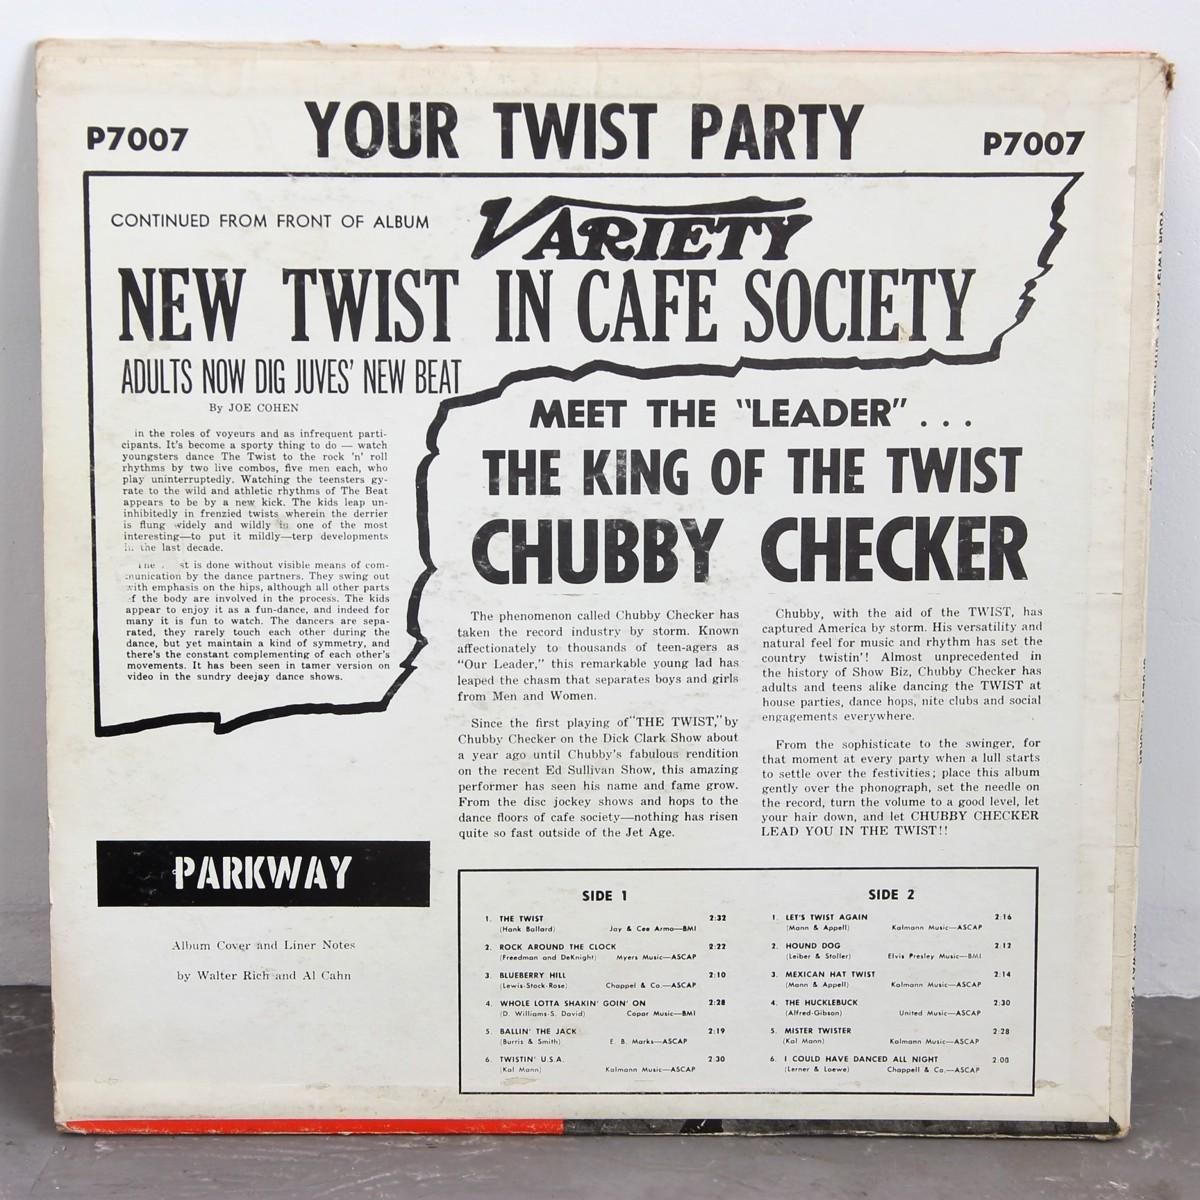 P7007
YOUR TWIST PARTY
P7007
CONTINUED FROM FRONT OF ALBUM
VARIETY
NEW TWIST IN CAFE SOCIETY
ADULTS NOW DIG JUVES' NEW BEAT
By JOE COHEN
in the roles of voyeurs and as infrequent parti-
cipants. It's become a sporty thing to do — watch
youngsters dance The Twist to the rock 'n' roll
rhythms by two live combos, five men each, who
play uninterruptedly. Watching the teensters gy-
rate to the wild and athletic rhythms of The Beat
appears to be by a new kick. The kids leap un-
inhibitedly in frenzied twists wherein the derrier
is flung widely and wildly in one of the most
interesting—to put it mildly—terp developments
in the last decade.
is done without visible means of com-
munication by the dance partners. They swing out
with emphasis on the hips, although all other parts
of the body are involved in the process. The kids
appear to enjoy it as a fun-dance, and indeed for
many it is fun to watch. The dancers are sepa-
rated, they rarely touch each other during the
dance, but yet maintain a kind of symmetry, and
there's the constant complementing of each other's
movements. It has been seen in tamer version on
video in the sundry deejay dance shows.
MEET THE "LEADER" . . .
THE KING OF THE TWIST
CHUBBY CHECKER
The phenomenon called Chubby Checker has
taken the record industry by storm. Known
affectionately to thousands of teen-agers as
"Our Leader," this remarkable young lad has
leaped the chasm that separates boys and girls
from Men and Women.
Since the first playing of "THE TWIST," by
Chubby Checker on the Dick Clark Show about
a year ago until Chubby's fabulous rendition
on the recent Ed Sullivan Show, this amazing
performer has seen his name and fame grow.
From the disc jockey shows and hops to the
dance floors of cafe society—nothing has risen
quite so fast outside of the Jet Age.
Chubby, with the aid of the TWIST, has
captured America by storm. His versatility and
natural feel for music and rhythm has set the
country twistin'! Almost unprecedented in
the history of Show Biz, Chubby Checker has
adults and teens alike dancing the TWIST at
house parties, dance hops, nite clubs and social
engagements everywhere.
From the sophisticate to the swinger, for
that moment at every party when a lull starts
to settle over the festivities; place this album
gently over the phonograph, set the needle on
the record, turn the volume to a good level, let
your hair down, and let CHUBBY CHECKER
LEAD YOU IN THE TWIST!!
PARKWAY
Album Cover and Liner Notes
by Walter Rich and Al Cahn
SIDE 1
1. THE TWIST 2:32
(Hank Ballard) Jay & Cee Armo—BMI
2. ROCK AROUND THE CLOCK 2:22
(Freedman and DeKnight) Myers Music—ASCAP
3. BLUEBERRY HILL 2:10
(Lewis-Stock-Rose) Chappel & Co.—ASCAP
4. WHOLE LOTTA SHAKIN' GOIN' ON 2:28
(D. Williams-S. David) Copar Music—BMI
5. BALLIN' THE JACK 2:19
(Burris & Smith) E. B. Marks—ASCAP
6. TWISTIN' U.S.A. 2:30
(Kal Mann) Kalmann Music—ASCAP
SIDE 2
1. LET'S TWIST AGAIN 2:16
(Mann & Appell) Kalmann Music—ASCAP
2. HOUND DOG 2:12
(Leiber & Stoller) Elvis Presley Music—BMI
3. MEXICAN HAT TWIST 2:14
(Mann & Appell) Kalmann Music—ASCAP
4. THE HUCKLEBUCK 2:30
(Alfred-Gibson) United Music—ASCAP
5. MISTER TWISTER 2:28
(Kal Mann) Kalmann Music—ASCAP
6. I COULD HAVE DANCED ALL NIGHT 2:00
(Lerner & Loewe) Chappell & Co.—ASCAP